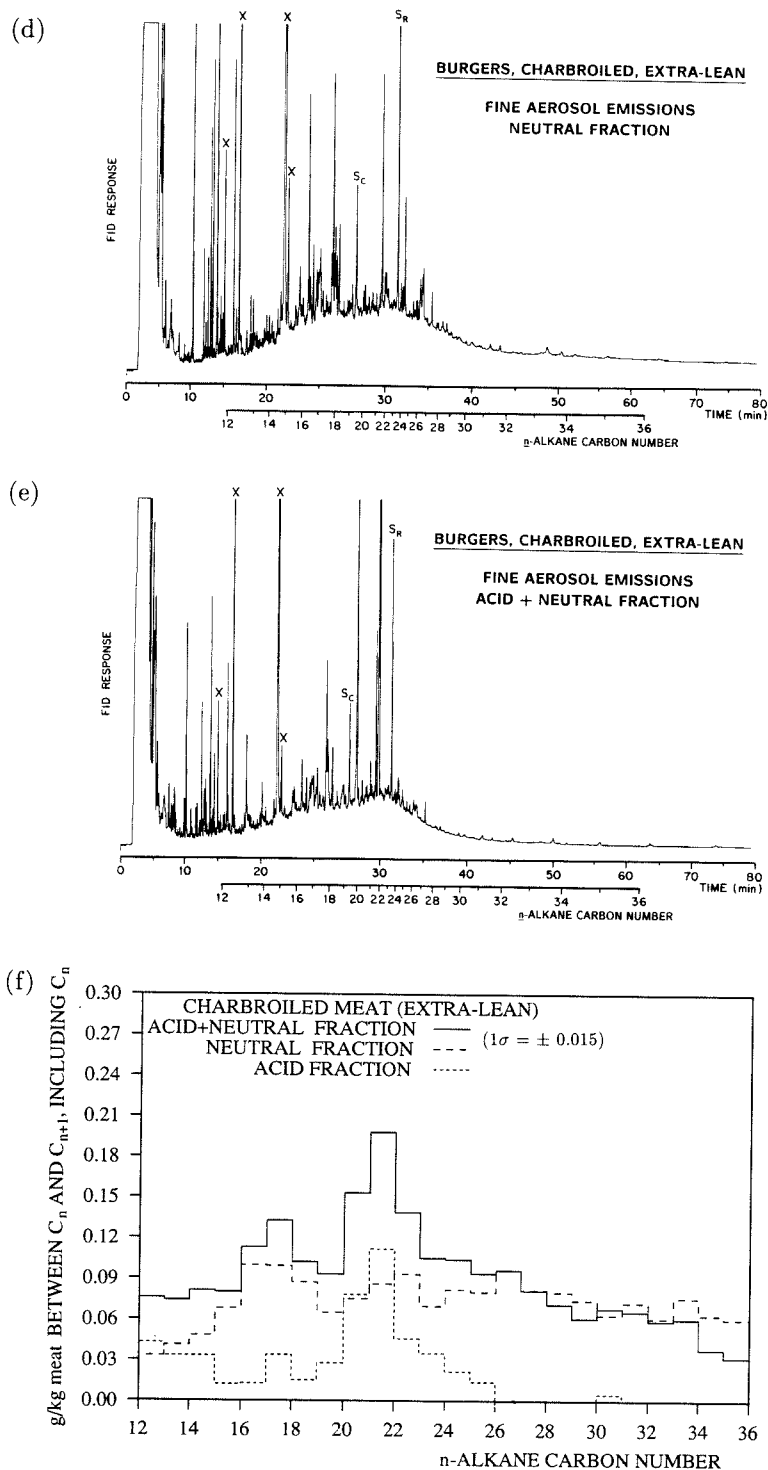 (d)
X
X
S_R
BURGERS, CHARBROILED, EXTRA-LEAN
FINE AEROSOL EMISSIONS
NEUTRAL FRACTION
X
X
S_C
FID RESPONSE
0 10 20 30 40 50 60 70 80
TIME (min)
12 14 16 18 20 22 24 26 28 30 32 34 36
n-ALKANE CARBON NUMBER
(e)
X
X
S_R
BURGERS, CHARBROILED, EXTRA-LEAN
FINE AEROSOL EMISSIONS
ACID + NEUTRAL FRACTION
X
S_C
X
FID RESPONSE
0 10 20 30 40 50 60 70 80
TIME (min)
12 14 16 18 20 22 24 26 28 30 32 34 36
n-ALKANE CARBON NUMBER
(f)
g/kg meat BETWEEN C_n AND C_{n+1}, INCLUDING C_n
0.30
0.27
0.24
0.21
0.18
0.15
0.12
0.09
0.06
0.03
0.00
CHARBROILED MEAT (EXTRA-LEAN)
ACID+NEUTRAL FRACTION (1σ = ± 0.015)
NEUTRAL FRACTION
ACID FRACTION
12 14 16 18 20 22 24 26 28 30 32 34 36
n-ALKANE CARBON NUMBER